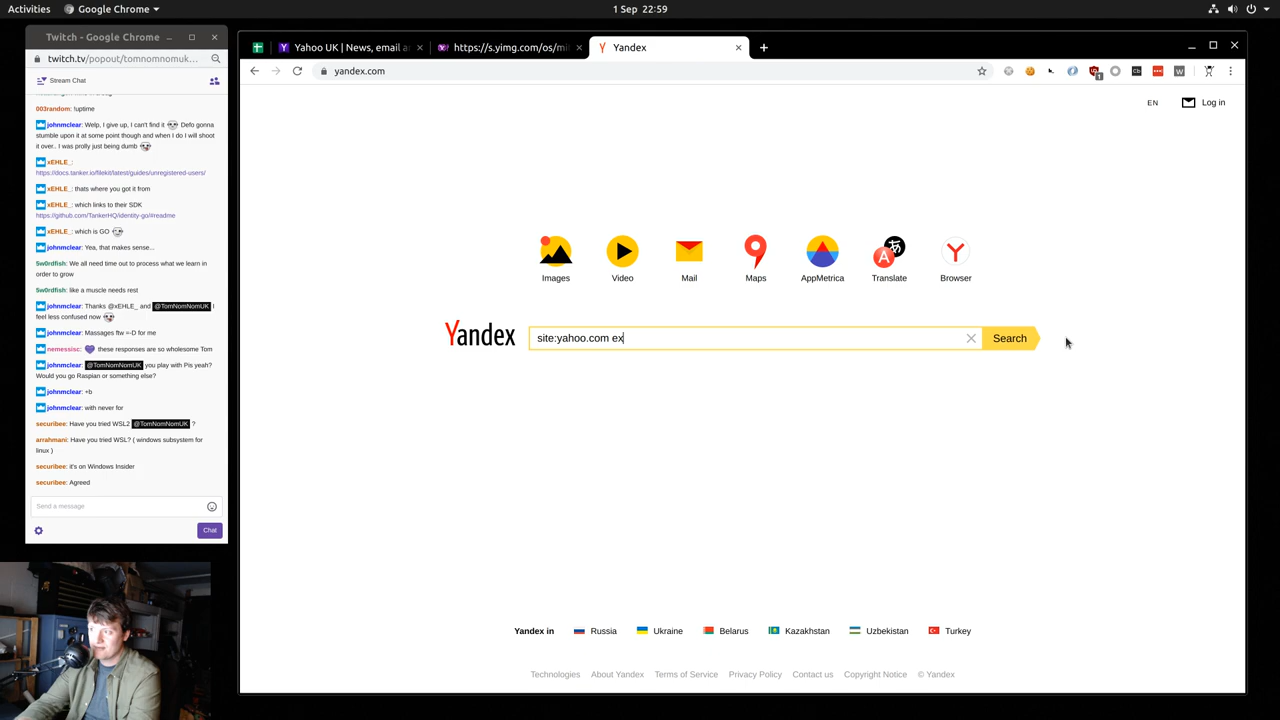 Activities
Google Chrome
1 Sep 22:59
Twitch - Google Chrome
twitch.tv/popout/tomnomnomuk…
Stream Chat
003random: !uptime
johnmclear: Welp, I give up, I can't find it Defo gonna
stumble upon it at some point though and when I do I will shoot
it over.. I was prolly just being dumb
xEHLE_:
https://docs.tanker.io/filekit/latest/guides/unregistered-users/
xEHLE_: thats where you got it from
xEHLE_: which links to their SDK
https://github.com/TankerHQ/identity-go/#readme
xEHLE_: which is GO
johnmclear: Yea, that makes sense...
5w0rdfish: We all need time out to process what we learn in
order to grow
5w0rdfish: like a muscle needs rest
johnmclear: Thanks @xEHLE_ and @TomNomNomUK I
feel less confused now
johnmclear: Massages ftw =-D for me
nemessisc: these responses are so wholesome Tom
johnmclear: @TomNomNomUK you play with Pis yeah?
Would you go Raspian or something else?
johnmclear: +b
johnmclear: with never for
securibee: Have you tried WSL2 @TomNomNomUK ?
arrahmani: Have you tried WSL? ( windows subsystem for
linux )
securibee: it's on Windows Insider
securibee: Agreed
Send a message
Chat
Yahoo UK | News, email a
https://s.yimg.com/os/mi
Yandex
yandex.com
1
Cb
W
EN
Log in
Images
Video
Mail
Maps
AppMetrica
Translate
Browser
Yandex
site:yahoo.com ex
Search
Yandex in
Russia
Ukraine
Belarus
Kazakhstan
Uzbekistan
Turkey
Technologies
About Yandex
Terms of Service
Privacy Policy
Contact us
Copyright Notice
© Yandex